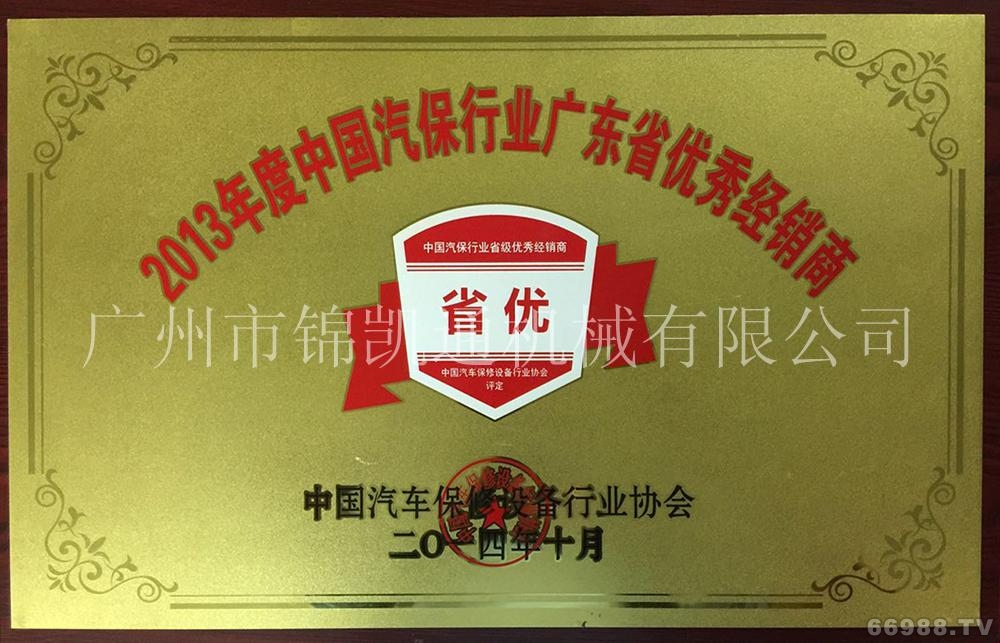 2013年度中国汽保行业广东省优秀经销商
中国汽保行业省级优秀经销商
省优
广州市锦凯通机械有限公司
中国汽车保修设备行业协会
评定
中国汽车保修设备行业协会
二〇一四年十月
66988.TV